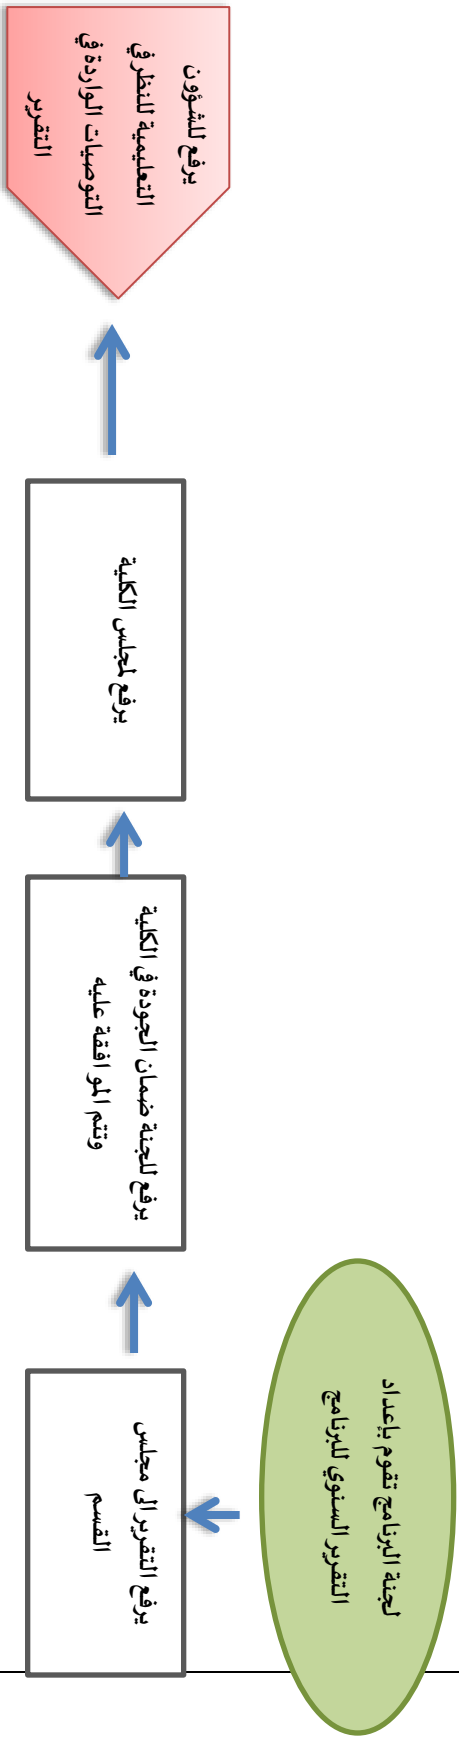 لجنة البرنامج تقوم بإعداد
التقرير السنوي للبرنامج
يرفع التقرير الى مجلس
القسم
يرفع للجنة ضمان الجودة في الكلية
وتتم الموافقة عليه
يرفع لمجلس الكلية
يرفع للشؤون
التعليمية للنظر في
التوصيات الواردة في
التقرير